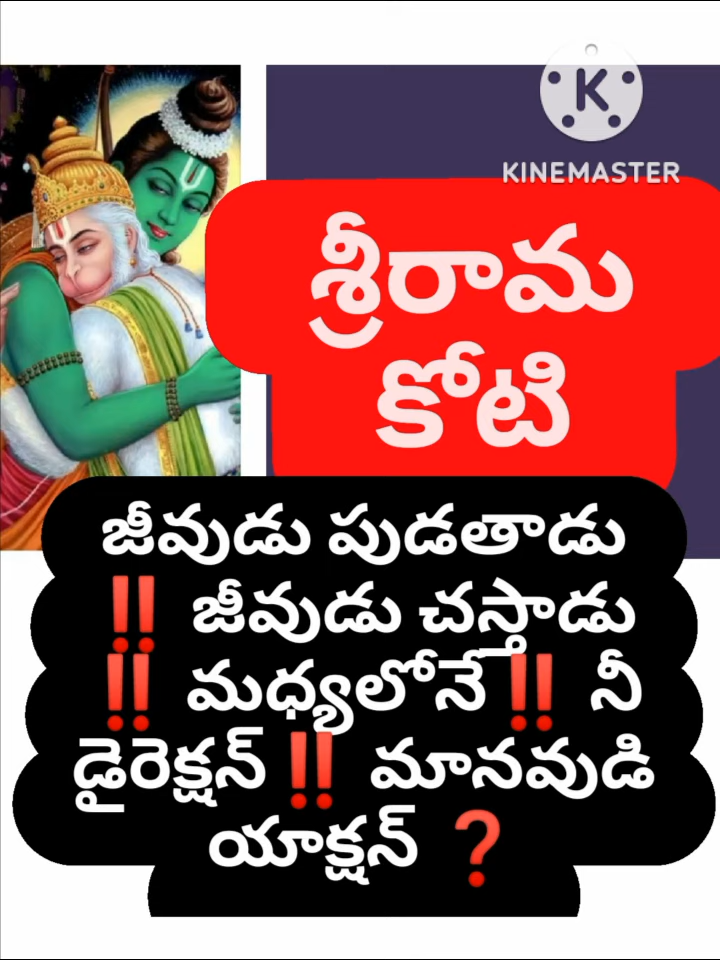 KINEMASTER
శ్రీరామ
కోటి
జీవుడు పుడతాడు
‼ జీవుడు చస్తాడు
‼ మధ్యలోనే‼ నీ
డైరెక్షన్‼ మానవుడి
యాక్షన్ ❓